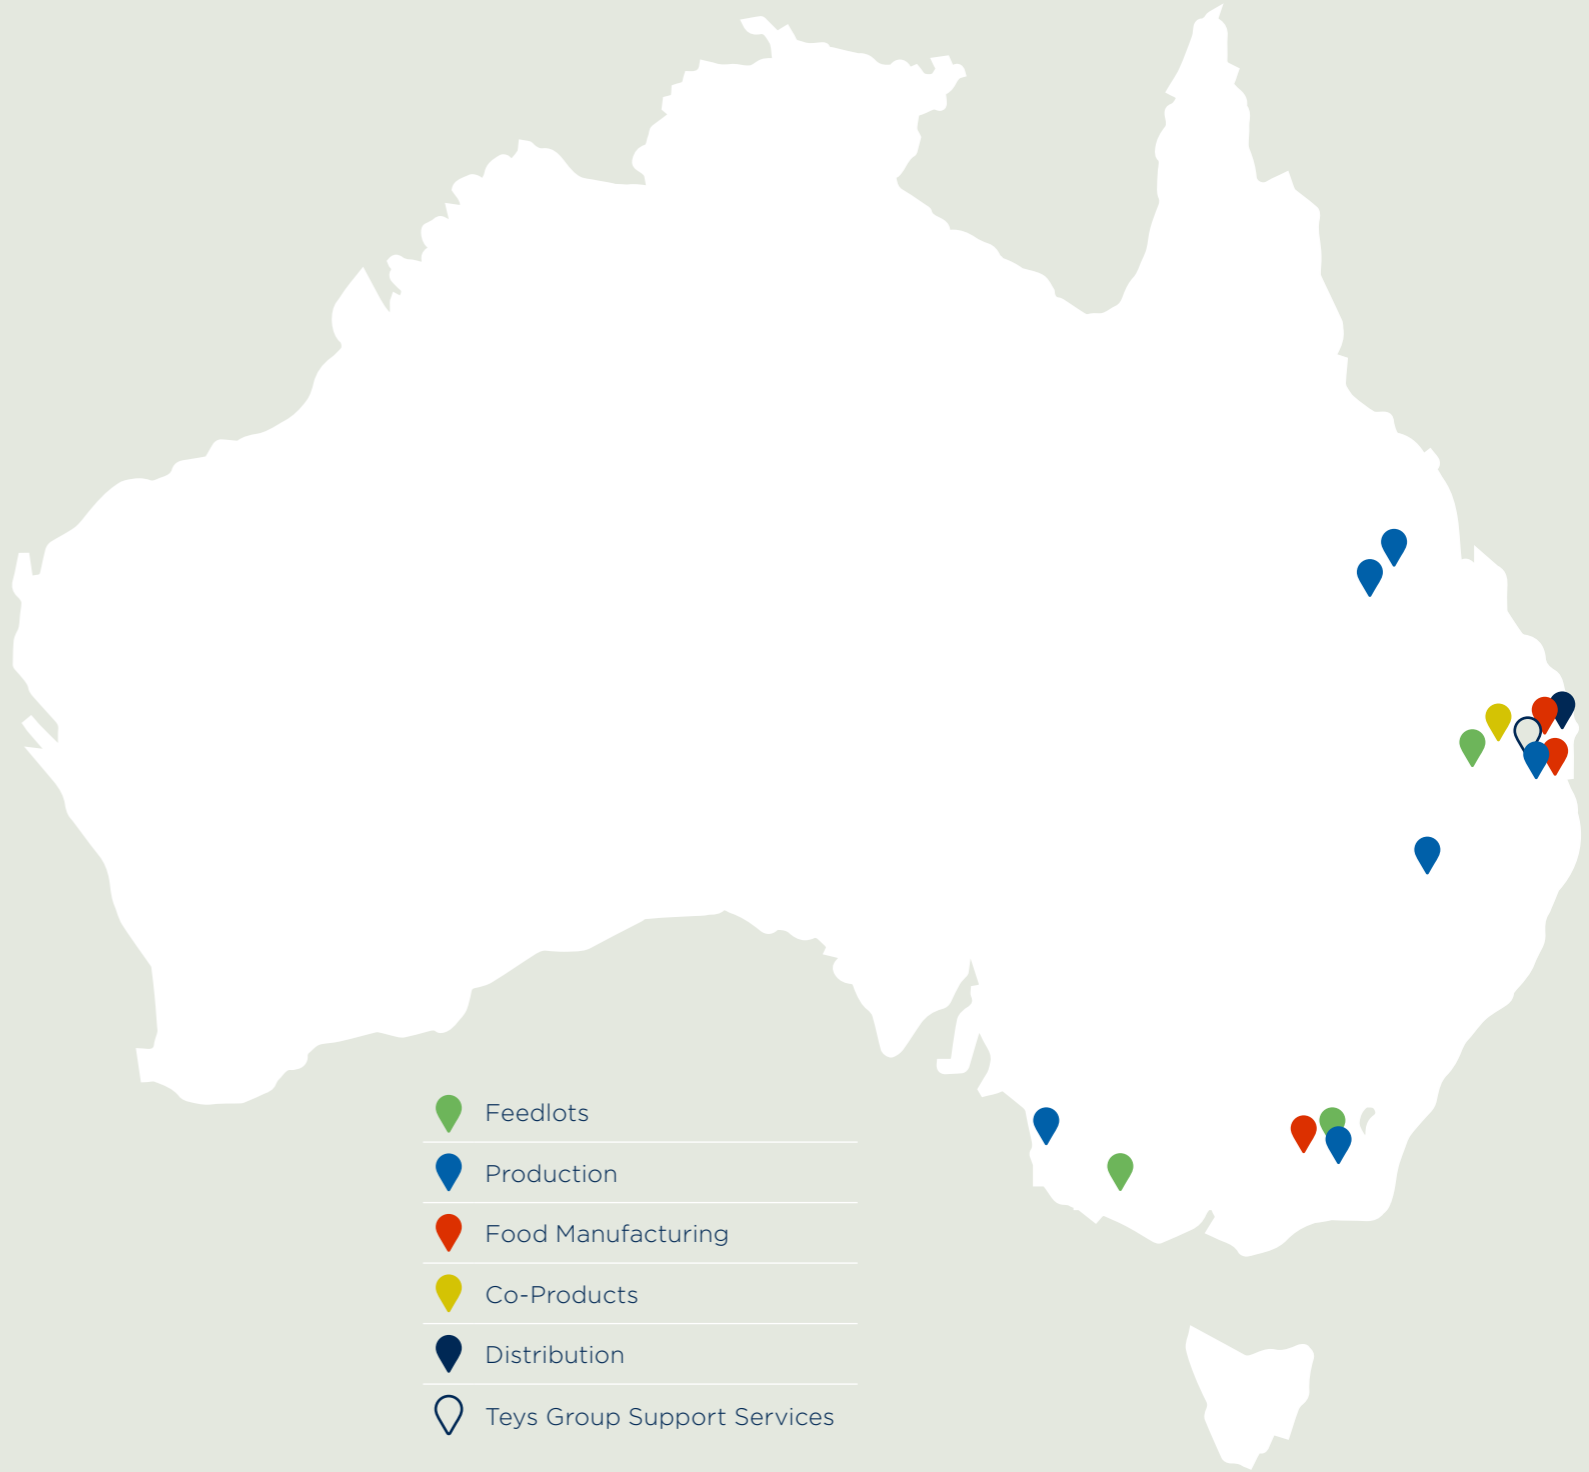 Feedlots
Production
Food Manufacturing
Co-Products
Distribution
Teys Group Support Services